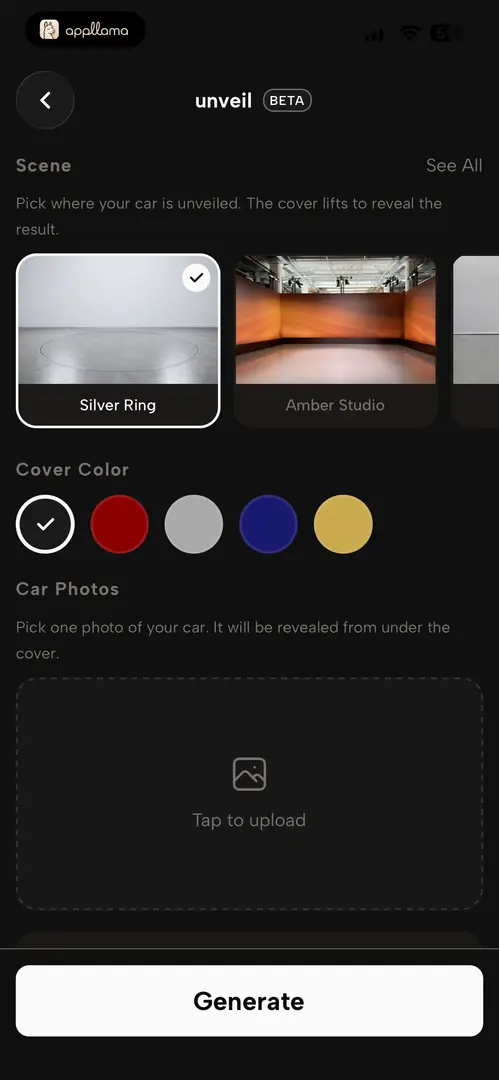 appllama
unveil BETA
Scene
See All
Pick where your car is unveiled. The cover lifts to reveal the
result.
Silver Ring
Amber Studio
Cover Color
Car Photos
Pick one photo of your car. It will be revealed from under the
cover.
Tap to upload
Generate